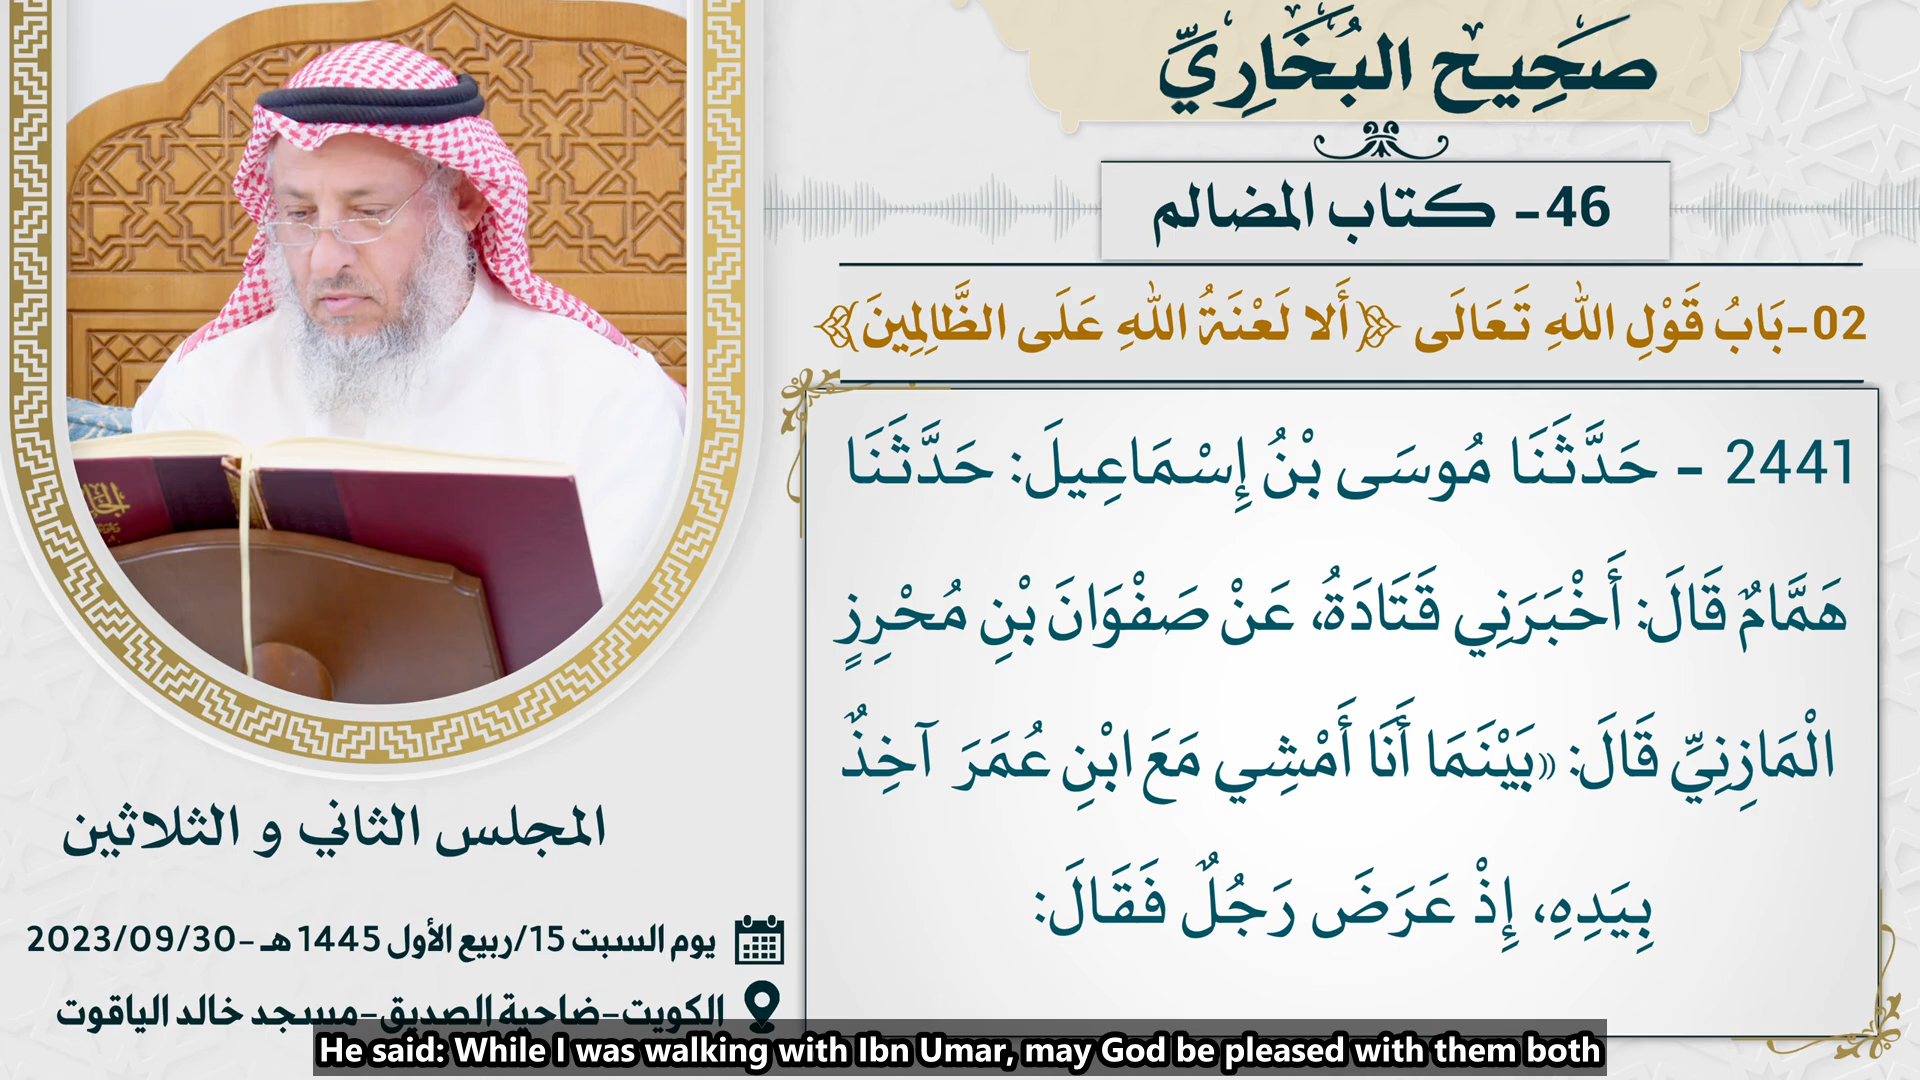 صَحِيح البُخَارِيِّ
46- كتاب المضالم
02-بَابُ قَوْلِ اللهِ تَعَالَى ﴿أَلا لَعْنَةُ اللهِ عَلَى الظَّالِمِينَ﴾
2441 - حَدَّثَنَا مُوسَى بْنُ إِسْمَاعِيلَ: حَدَّثَنَا
هَمَّامٌ قَالَ: أَخْبَرَنِي قَتَادَةُ، عَنْ صَفْوَانَ بْنِ مُحْرِزٍ
الْمَازِنِيِّ قَالَ: «بَيْنَمَا أَنَا أَمْشِي مَعَ ابْنِ عُمَرَ آخِذٌ
بِيَدِهِ، إِذْ عَرَضَ رَجُلٌ فَقَالَ:
المجلس الثاني و الثلاثين
يوم السبت 15/ربيع الأول 1445 هـ -2023/09/30
الكويت-ضاحية الصديق-مسجد خالد الياقوت
He said: While I was walking with Ibn Umar, may God be pleased with them both